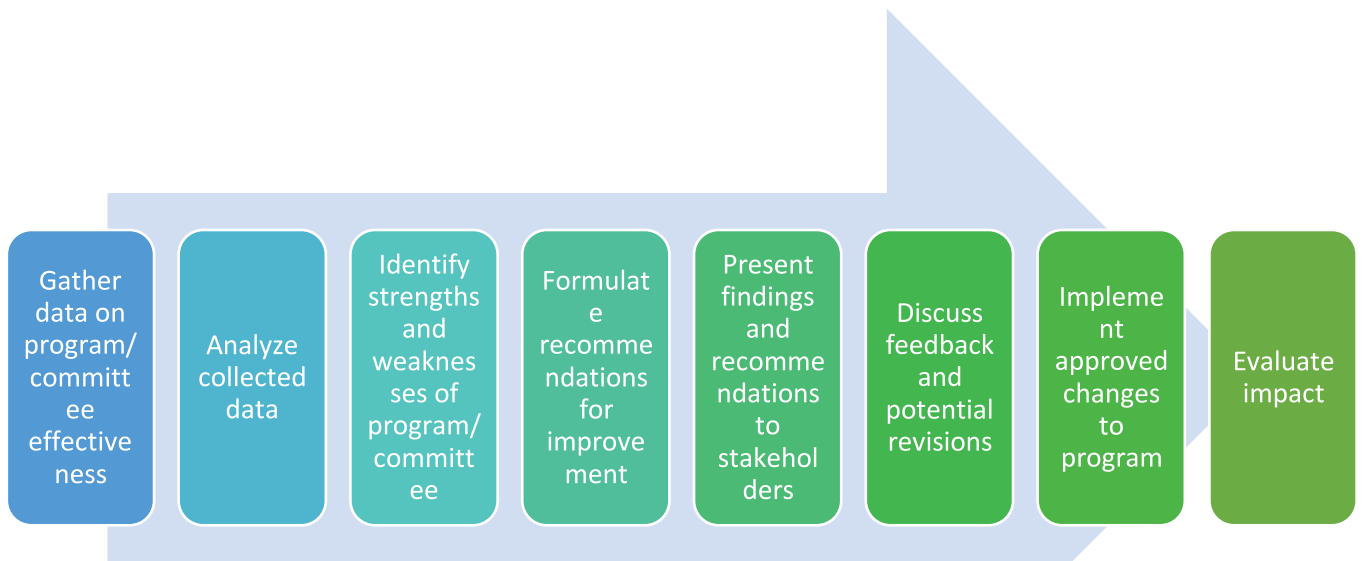 Gather
data on
program/
committ
ee
effective
ness
Analyze
collected
data
Identify
strengths
and
weaknes
ses of
program/
committ
ee
Formulat
e
recomme
ndations
for
improve
ment
Present
findings
and
recomme
ndations
to
stakehol
ders
Discuss
feedback
and
potential
revisions
Impleme
nt
approved
changes
to
program
Evaluate
impact